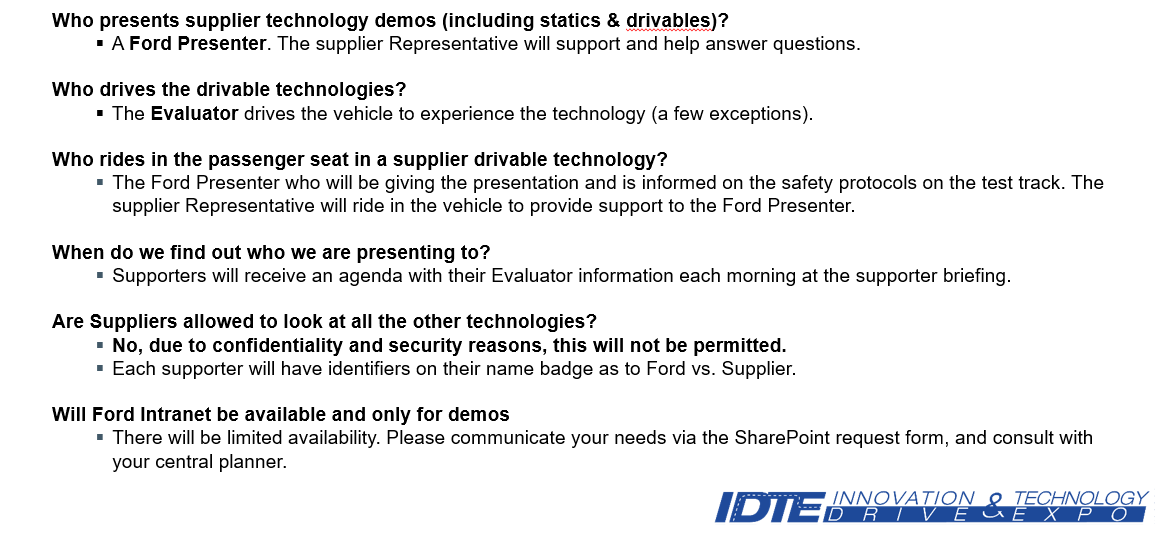 Who presents supplier technology demos (including statics & drivables)?
▪ A Ford Presenter. The supplier Representative will support and help answer questions.
Who drives the drivable technologies?
▪ The Evaluator drives the vehicle to experience the technology (a few exceptions).
Who rides in the passenger seat in a supplier drivable technology?
▪ The Ford Presenter who will be giving the presentation and is informed on the safety protocols on the test track. The
supplier Representative will ride in the vehicle to provide support to the Ford Presenter.
When do we find out who we are presenting to?
▪ Supporters will receive an agenda with their Evaluator information each morning at the supporter briefing.
Are Suppliers allowed to look at all the other technologies?
▪ No, due to confidentiality and security reasons, this will not be permitted.
▪ Each supporter will have identifiers on their name badge as to Ford vs. Supplier.
Will Ford Intranet be available and only for demos
▪ There will be limited availability. Please communicate your needs via the SharePoint request form, and consult with
your central planner.
IDTE INNOVATION & TECHNOLOGY
DRIVE EXPO